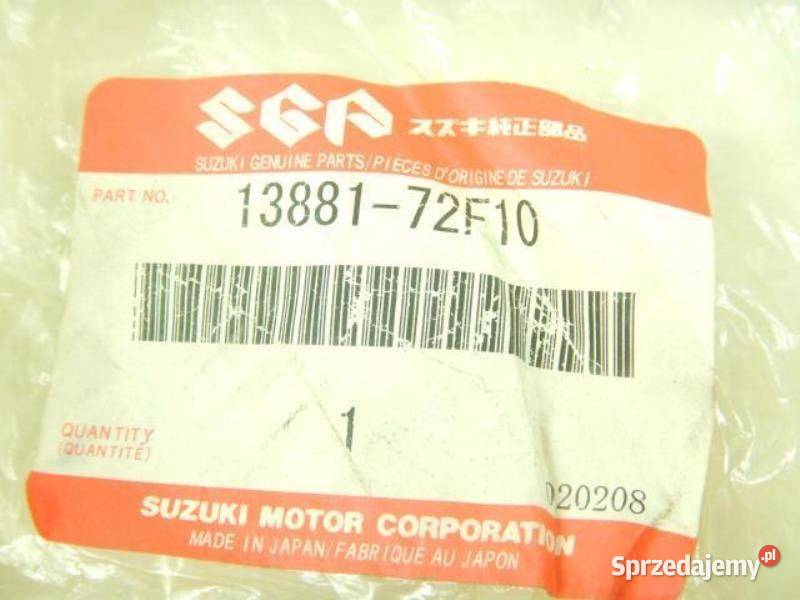 SGP スズキ純正部品
SUZUKI GENUINE PARTS/PIÈCES D'ORIGINE DE SUZUKI
PART NO. 13881-72F10
QUANTITY 1
(QUANTITÉ)
020208
SUZUKI MOTOR CORPORATION
MADE IN JAPAN/FABRIQUÉ AU JAPON
Sprzedajemy.pl